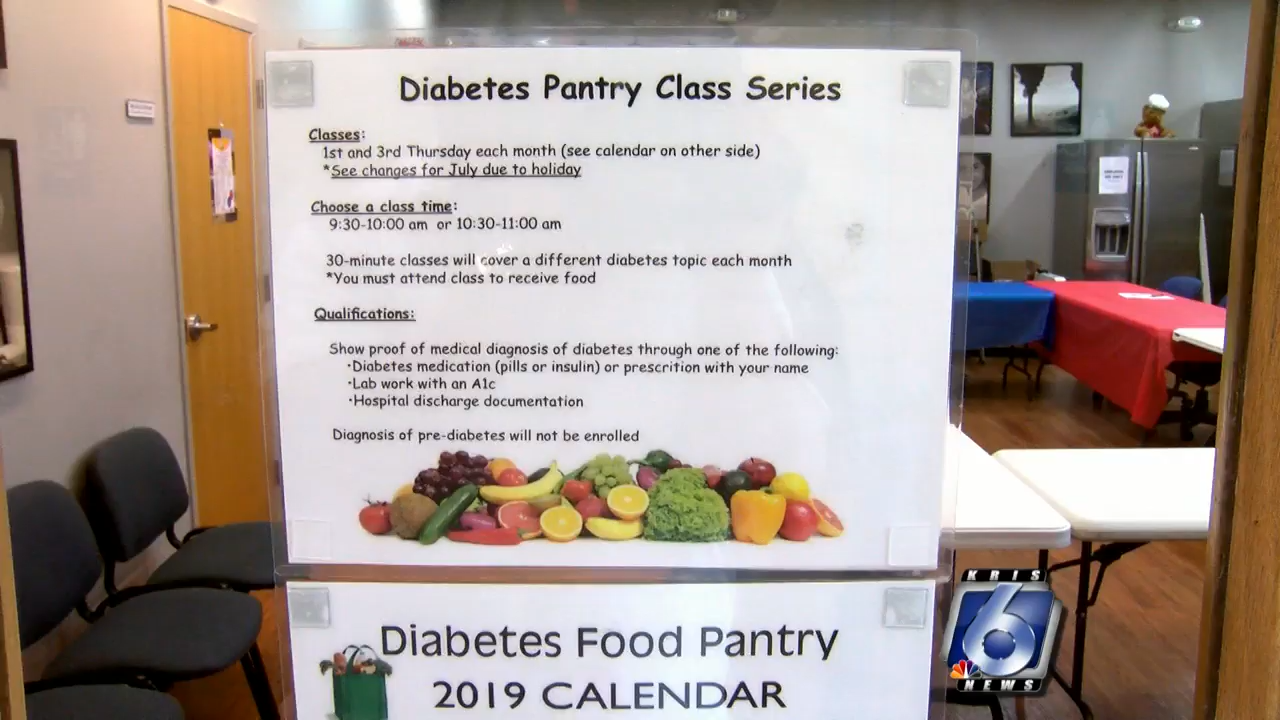 Diabetes Pantry Class Series
Classes:
1st and 3rd Thursday each month (see calendar on other side)
*See changes for July due to holiday
Choose a class time:
9:30-10:00 am or 10:30-11:00 am
30-minute classes will cover a different diabetes topic each month
*You must attend class to receive food
Qualifications:
Show proof of medical diagnosis of diabetes through one of the following:
·Diabetes medication (pills or insulin) or prescrition with your name
·Lab work with an A1c
·Hospital discharge documentation
Diagnosis of pre-diabetes will not be enrolled
Diabetes Food Pantry
2019 CALENDAR
KRIS
6
NEWS